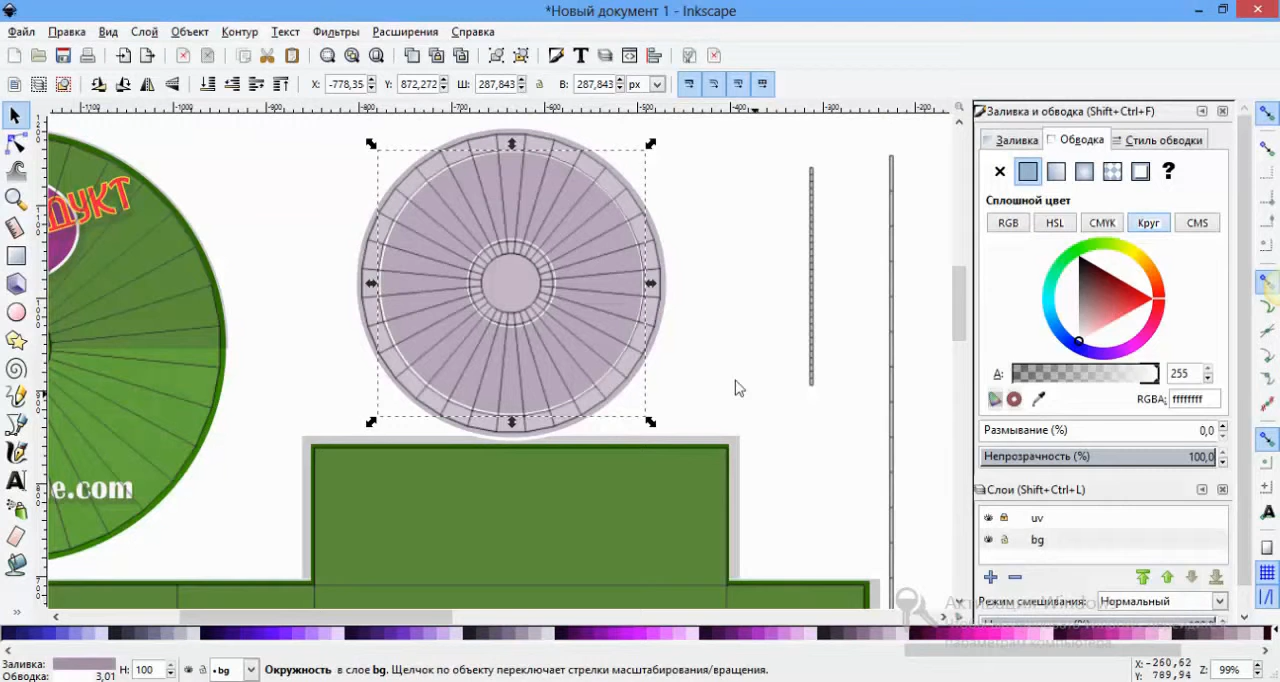 *Новый документ 1 - Inkscape
Файл Правка Вид Слой Объект Контур Текст Фильтры Расширения Справка
X: -778,35 Y: 872,272 Ш: 287,843 В: 287,843 px
Заливка и обводка (Shift+Ctrl+F)
Заливка Обводка Стиль обводки
Сплошной цвет
RGB HSL CMYK Круг CMS
A: 255
RGBA: ffffffff
Размывание (%) 0,0
Непрозрачность (%) 100,0
Слои (Shift+Ctrl+L)
uv
bg
Режим смешивания: Нормальный
Активация Windows
параметрам компьютера.
ДУКТ
e.com
Заливка: Н: 100 •bg Окружность в слое bg. Щелчок по объекту переключает стрелки масштабирования/вращения. X: -260,62 Z: 99%
Обводка: 3,01 Y: 789,94